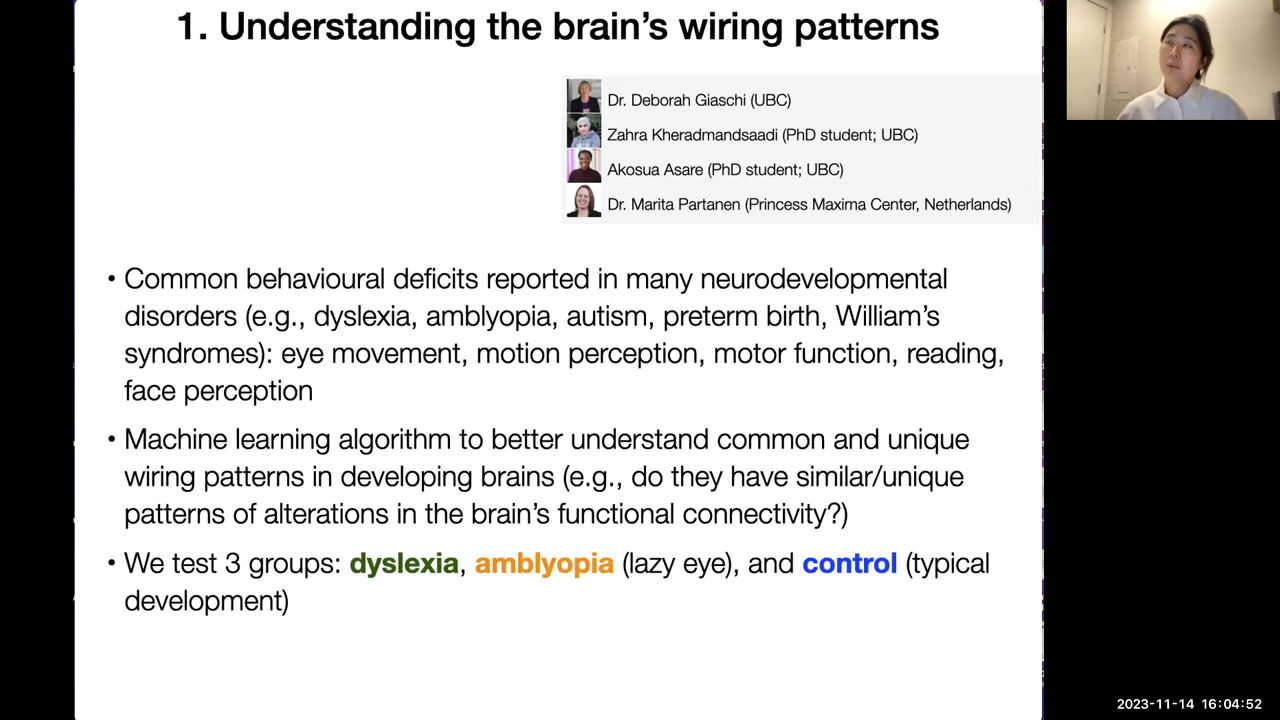 1. Understanding the brain's wiring patterns
Dr. Deborah Giaschi (UBC)
Zahra Kheradmandsaadi (PhD student; UBC)
Akosua Asare (PhD student; UBC)
Dr. Marita Partanen (Princess Maxima Center, Netherlands)
• Common behavioural deficits reported in many neurodevelopmental
disorders (e.g., dyslexia, amblyopia, autism, preterm birth, William's
syndromes): eye movement, motion perception, motor function, reading,
face perception
• Machine learning algorithm to better understand common and unique
wiring patterns in developing brains (e.g., do they have similar/unique
patterns of alterations in the brain's functional connectivity?)
• We test 3 groups: dyslexia, amblyopia (lazy eye), and control (typical
development)
2023-11-14 16:04:52